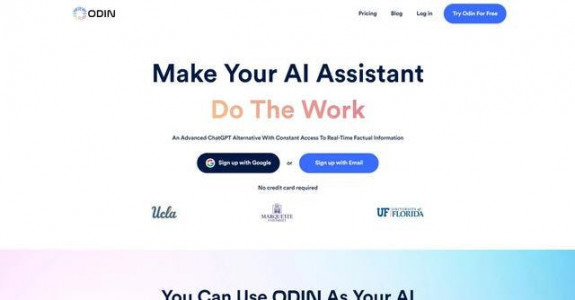 ODIN
Pricing Blog Log in Try Odin For Free
Make Your AI Assistant
Do The Work
An Advanced ChatGPT Alternative With Constant Access To Real-Time Factual Information
Sign up with Google or Sign up with Email
No credit card required
Ucla
MARQUETTE
UF UNIVERSITY of
FLORIDA
You Can Use ODIN As Your AI